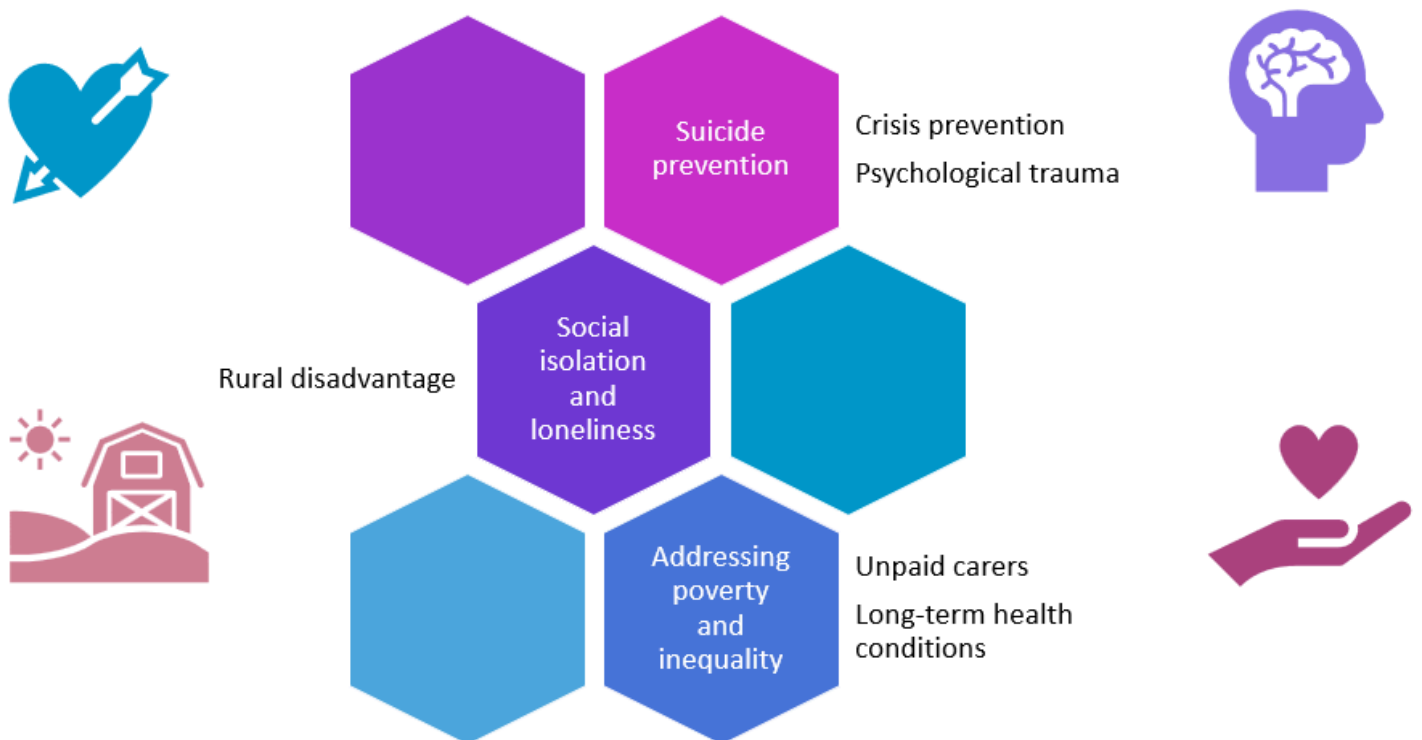 Suicide
prevention
Crisis prevention
Psychological trauma
Social
isolation
and
loneliness
Rural disadvantage
Addressing
poverty
and
inequality
Unpaid carers
Long-term health
conditions